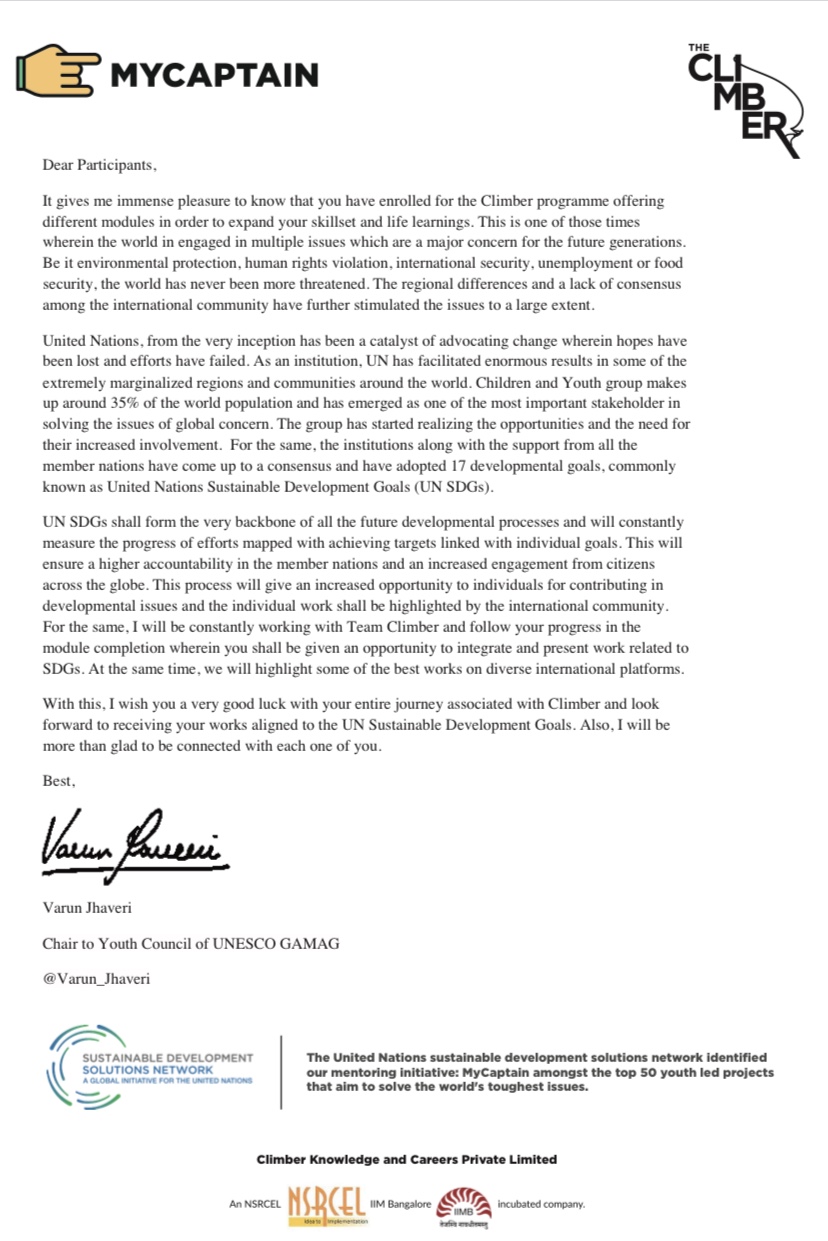 MYCAPTAIN
THE
CLI
MB
ER
Dear Participants,
It gives me immense pleasure to know that you have enrolled for the Climber programme offering
different modules in order to expand your skillset and life learnings. This is one of those times
wherein the world in engaged in multiple issues which are a major concern for the future generations.
Be it environmental protection, human rights violation, international security, unemployment or food
security, the world has never been more threatened. The regional differences and a lack of consensus
among the international community have further stimulated the issues to a large extent.
United Nations, from the very inception has been a catalyst of advocating change wherein hopes have
been lost and efforts have failed. As an institution, UN has facilitated enormous results in some of the
extremely marginalized regions and communities around the world. Children and Youth group makes
up around 35% of the world population and has emerged as one of the most important stakeholder in
solving the issues of global concern. The group has started realizing the opportunities and the need for
their increased involvement.  For the same, the institutions along with the support from all the
member nations have come up to a consensus and have adopted 17 developmental goals, commonly
known as United Nations Sustainable Development Goals (UN SDGs).
UN SDGs shall form the very backbone of all the future developmental processes and will constantly
measure the progress of efforts mapped with achieving targets linked with individual goals. This will
ensure a higher accountability in the member nations and an increased engagement from citizens
across the globe. This process will give an increased opportunity to individuals for contributing in
developmental issues and the individual work shall be highlighted by the international community.
For the same, I will be constantly working with Team Climber and follow your progress in the
module completion wherein you shall be given an opportunity to integrate and present work related to
SDGs. At the same time, we will highlight some of the best works on diverse international platforms.
With this, I wish you a very good luck with your entire journey associated with Climber and look
forward to receiving your works aligned to the UN Sustainable Development Goals. Also, I will be
more than glad to be connected with each one of you.
Best,
Varun Jhaveri
Varun Jhaveri
Chair to Youth Council of UNESCO GAMAG
@Varun_Jhaveri
SUSTAINABLE DEVELOPMENT
SOLUTIONS NETWORK
A GLOBAL INITIATIVE FOR THE UNITED NATIONS
The United Nations sustainable development solutions network identified
our mentoring initiative: MyCaptain amongst the top 50 youth led projects
that aim to solve the world's toughest issues.
Climber Knowledge and Careers Private Limited
An NSRCEL NSRCEL IIM Bangalore IIMB incubated company.
Idea to Implementation